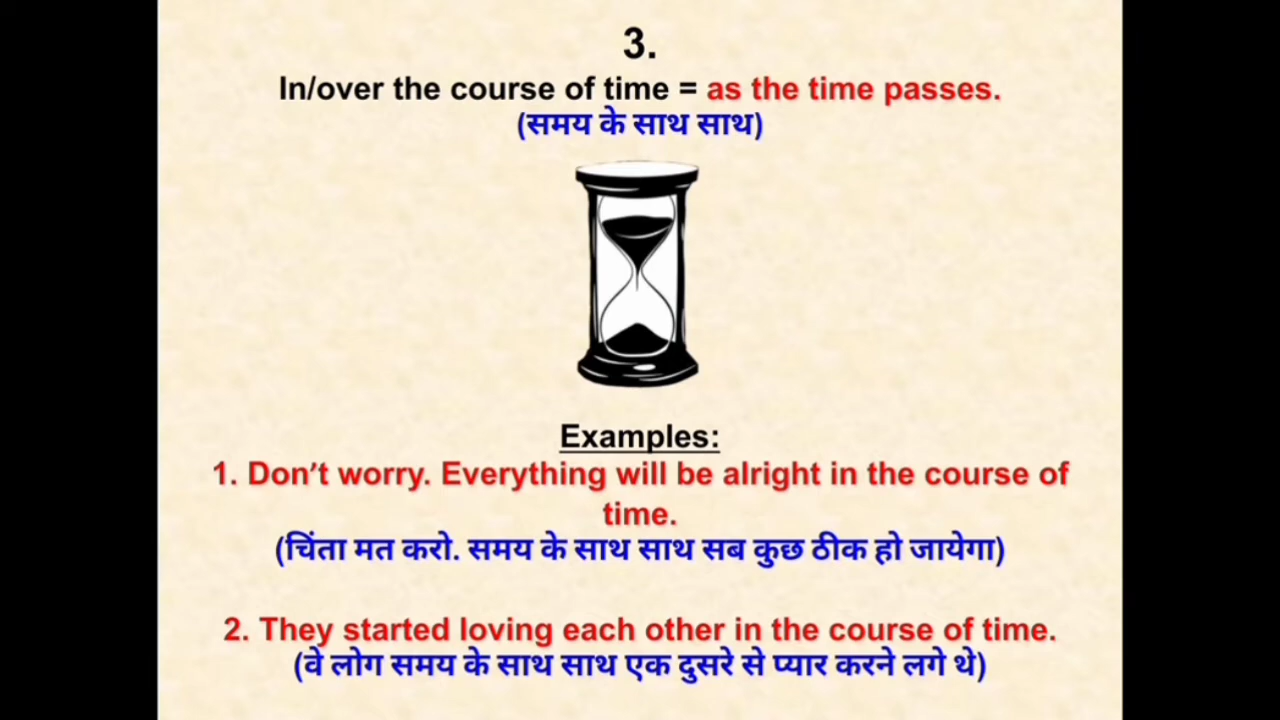 3.
In/over the course of time = as the time passes.
(समय के साथ साथ)
Examples:
1. Don't worry. Everything will be alright in the course of
time.
(चिंता मत करो. समय के साथ साथ सब कुछ ठीक हो जायेगा)
2. They started loving each other in the course of time.
(वे लोग समय के साथ साथ एक दुसरे से प्यार करने लगे थे)